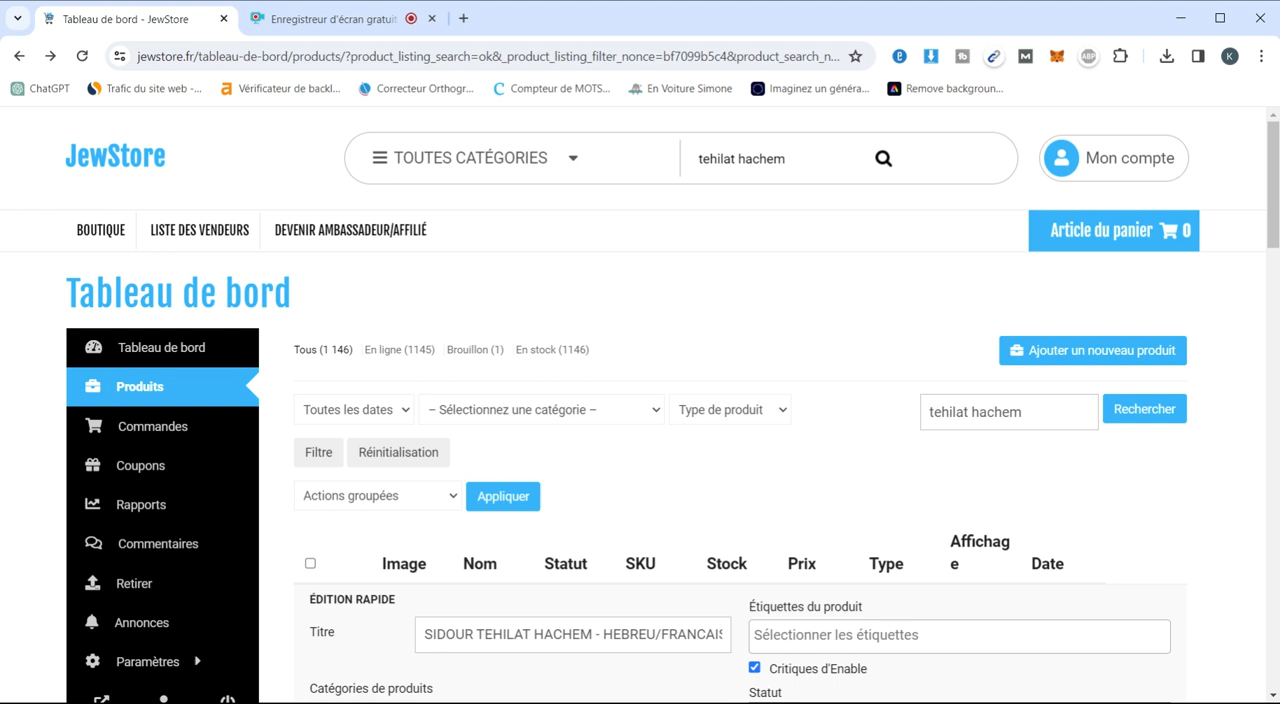 Tableau de bord - JewStore
Enregistreur d'écran gratuit
jewstore.fr/tableau-de-bord/products/?product_listing_search=ok&_product_listing_filter_nonce=bf7099b5c4&product_search_n...
K
ChatGPT
Trafic du site web -...
Vérificateur de backl...
Correcteur Orthogr...
Compteur de MOTS...
En Voiture Simone
Imaginez un généra...
Remove backgroun...
JewStore
TOUTES CATÉGORIES
tehilat hachem
Mon compte
BOUTIQUE
LISTE DES VENDEURS
DEVENIR AMBASSADEUR/AFFILIÉ
Article du panier 0
Tableau de bord
Tableau de bord
Produits
Commandes
Coupons
Rapports
Commentaires
Retirer
Annonces
Paramètres
Tous (1 146) En ligne (1145) Brouillon (1) En stock (1146)
Ajouter un nouveau produit
Toutes les dates
– Sélectionnez une catégorie –
Type de produit
tehilat hachem
Rechercher
Filtre
Réinitialisation
Actions groupées
Appliquer
Image Nom Statut SKU Stock Prix Type Affichag
e Date
ÉDITION RAPIDE
Titre
SIDOUR TEHILAT HACHEM - HEBREU/FRANCAIS
Catégories de produits
Étiquettes du produit
Sélectionner les étiquettes
Critiques d'Enable
Statut